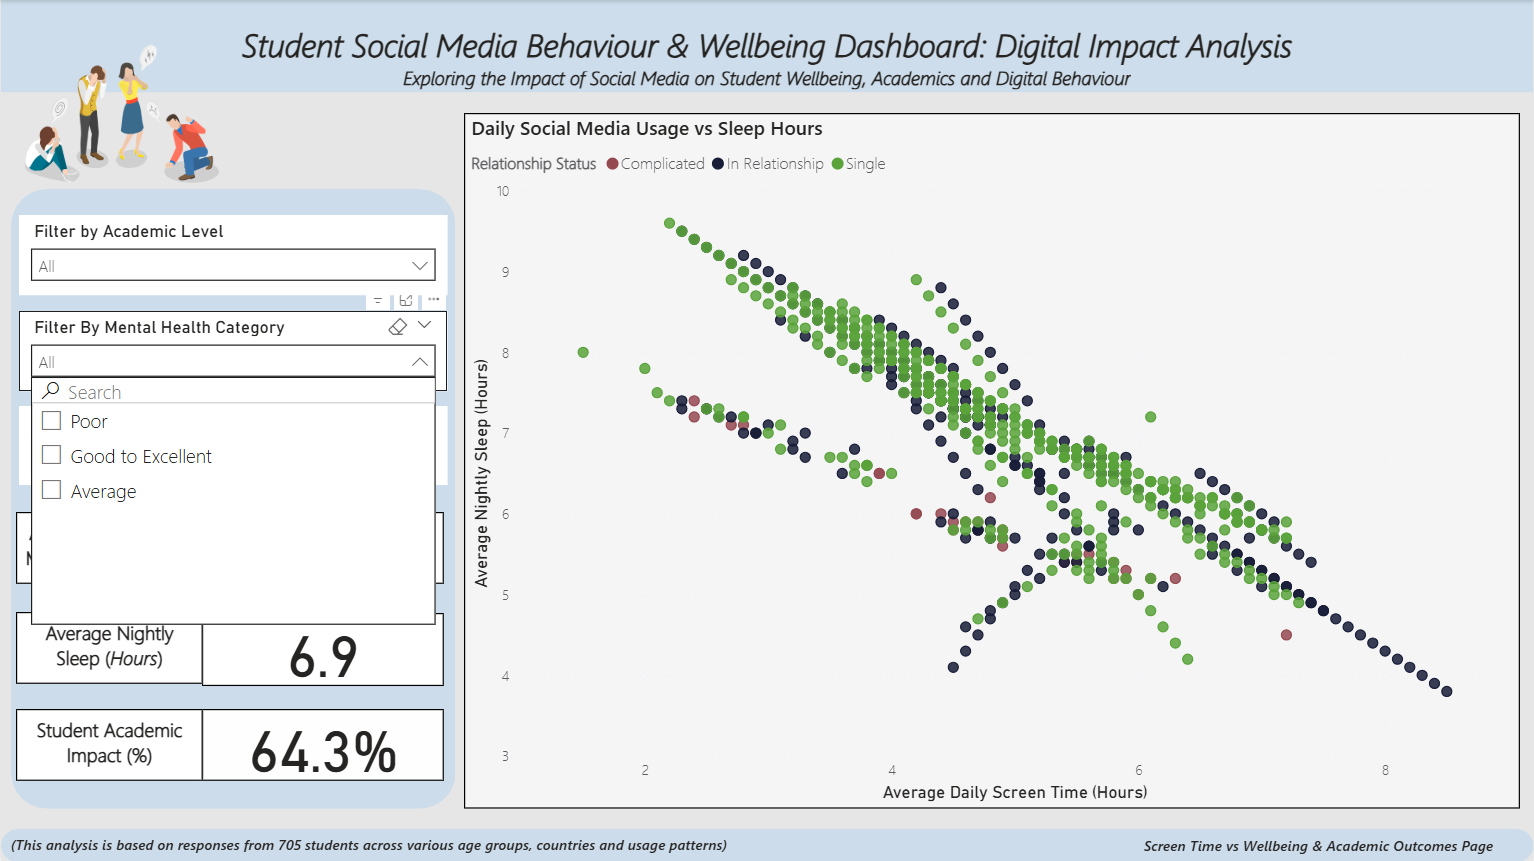 Student Social Media Behaviour & Wellbeing Dashboard: Digital Impact Analysis
Exploring the Impact of Social Media on Student Wellbeing, Academics and Digital Behaviour
Filter by Academic Level
All
Filter By Mental Health Category
All
Search
Poor
Good to Excellent
Average
Average Nightly
Sleep (Hours)
6.9
Student Academic
Impact (%)
64.3%
Daily Social Media Usage vs Sleep Hours
Relationship Status Complicated In Relationship Single
10
9
8
7
6
5
4
3
Average Nightly Sleep (Hours)
2 4 6 8
Average Daily Screen Time (Hours)
(This analysis is based on responses from 705 students across various age groups, countries and usage patterns)
Screen Time vs Wellbeing & Academic Outcomes Page